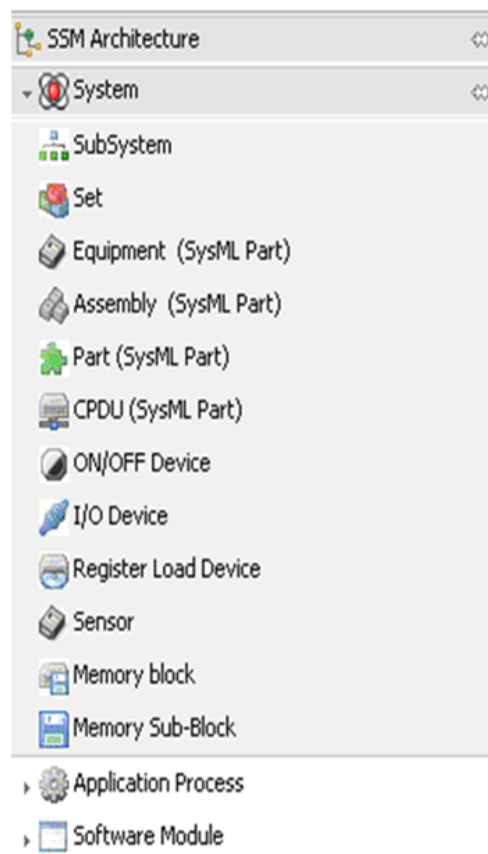 SSM Architecture
System
SubSystem
Set
Equipment (SysML Part)
Assembly (SysML Part)
Part (SysML Part)
CPDU (SysML Part)
ON/OFF Device
I/O Device
Register Load Device
Sensor
Memory block
Memory Sub-Block
Application Process
Software Module